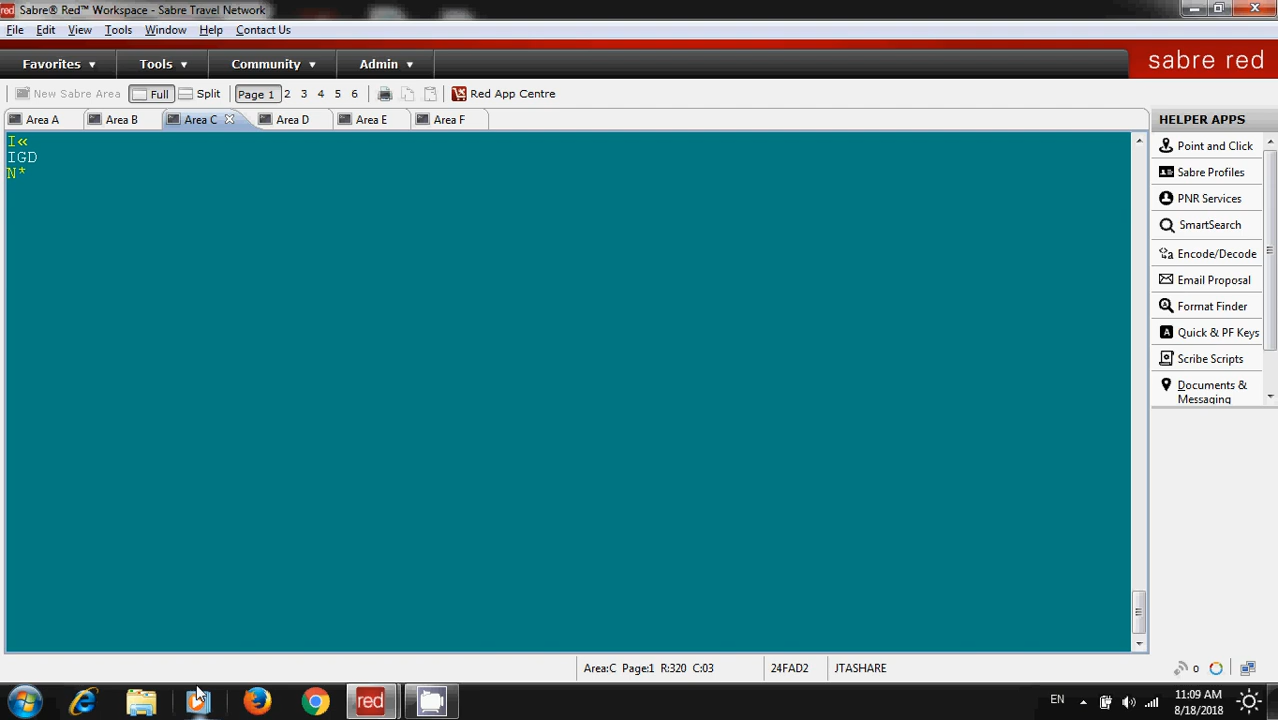 red Sabre® Red™ Workspace - Sabre Travel Network
File Edit View Tools Window Help Contact Us
Favorites Tools Community Admin
sabre red
New Sabre Area Full Split Page 1 2 3 4 5 6 Red App Centre
Area A Area B Area C Area D Area E Area F
I«
IGD
N*
HELPER APPS
Point and Click
Sabre Profiles
PNR Services
SmartSearch
Encode/Decode
Email Proposal
Format Finder
Quick & PF Keys
Scribe Scripts
Documents &
Messaging
Area:C Page:1 R:320 C:03 24FAD2 JTASHARE 0
red
EN
11:09 AM
8/18/2018